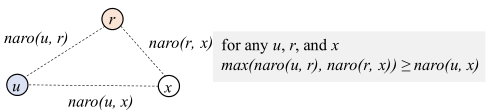 r
naro(u, r)
naro(r, x)
for any u, r, and x
max(naro(u, r), naro(r, x)) ≥ naro(u, x)
u
x
naro(u, x)